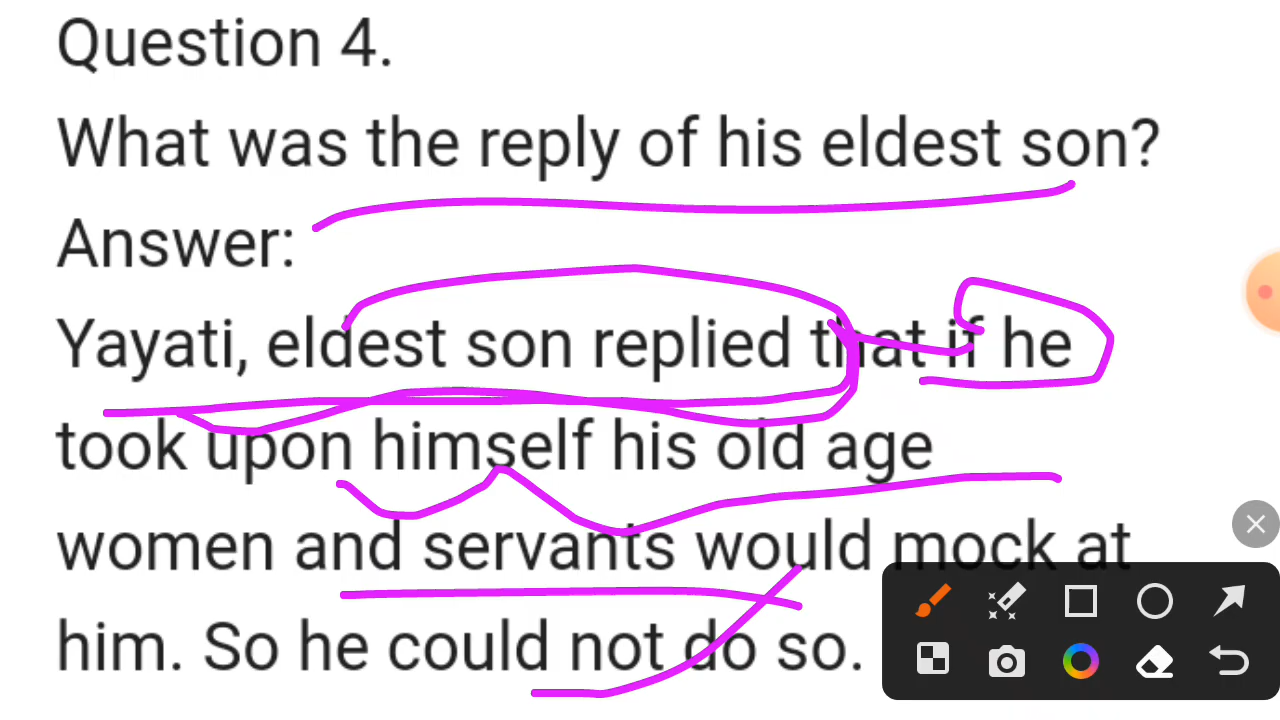 Question 4.
What was the reply of his eldest son?
Answer:
Yayati, eldest son replied that if he
took upon himself his old age
women and servants would mock at
him. So he could not do so.